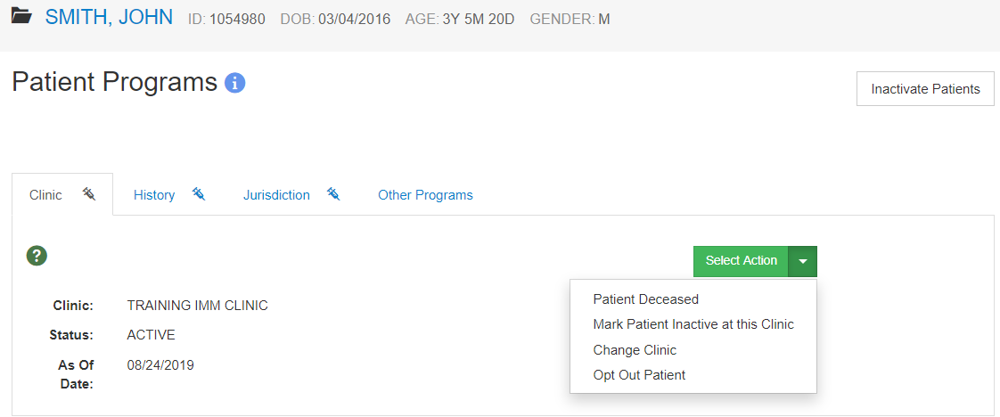 SMITH, JOHN ID: 1054980 DOB: 03/04/2016 AGE: 3Y 5M 20D GENDER: M
Patient Programs i
Inactivate Patients
Clinic History Jurisdiction Other Programs
?
Select Action
Patient Deceased
Mark Patient Inactive at this Clinic
Change Clinic
Opt Out Patient
Clinic: TRAINING IMM CLINIC
Status: ACTIVE
As Of 08/24/2019
Date: